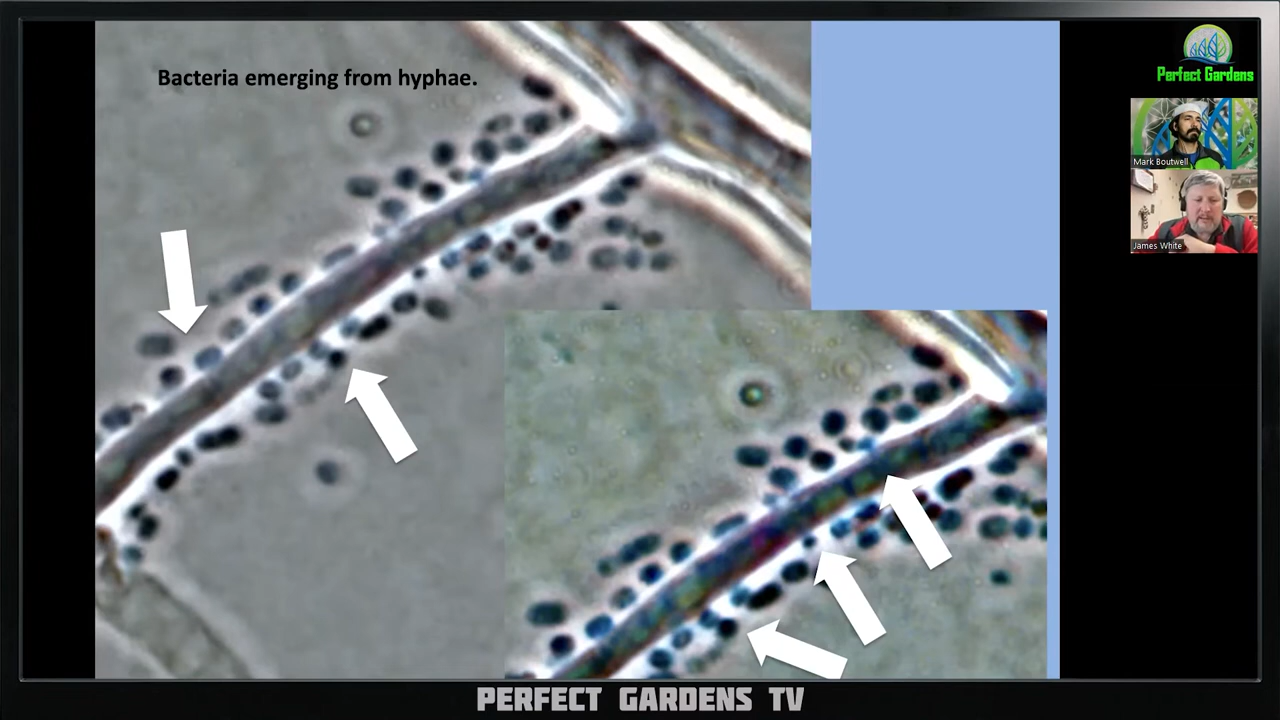 Bacteria emerging from hyphae.
Perfect Gardens
Mark Boutwell
James White
PERFECT GARDENS TV